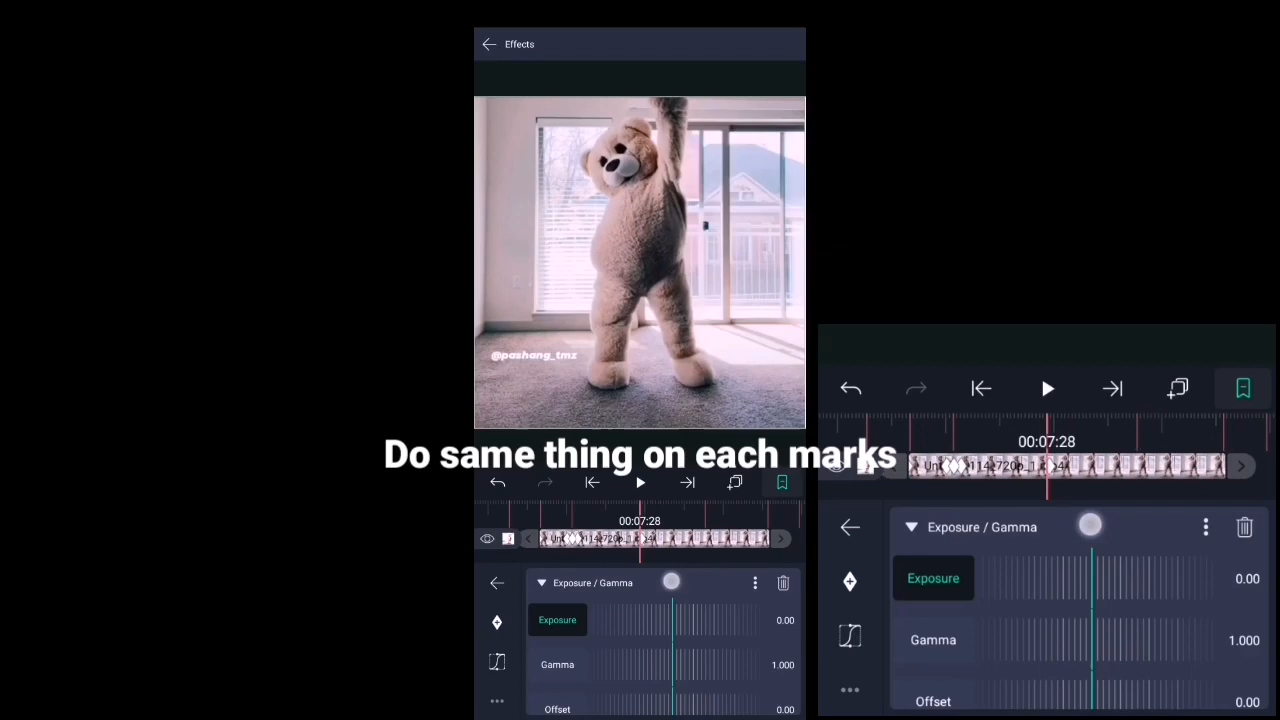 Effects
@pashang_tmz
Do same thing on each marks
00:07:28
Exposure / Gamma
Exposure
0.00
Gamma
1.000
Offset
0.00
00:07:28
Exposure / Gamma
Exposure
0.00
Gamma
1.000
Offset
0.00